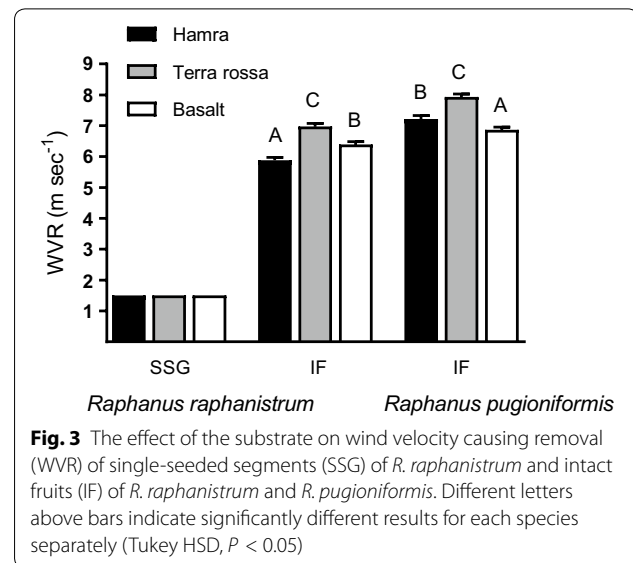 Hamra
Terra rossa
Basalt
9
8
7
6
5
4
3
2
1
WVR (m sec⁻¹)
A
C
B
B
C
A
SSG
IF
IF
Raphanus raphanistrum
Raphanus pugioniformis
Fig. 3 The effect of the substrate on wind velocity causing removal
(WVR) of single-seeded segments (SSG) of R. raphanistrum and intact
fruits (IF) of R. raphanistrum and R. pugioniformis. Different letters
above bars indicate significantly different results for each species
separately (Tukey HSD, P < 0.05)